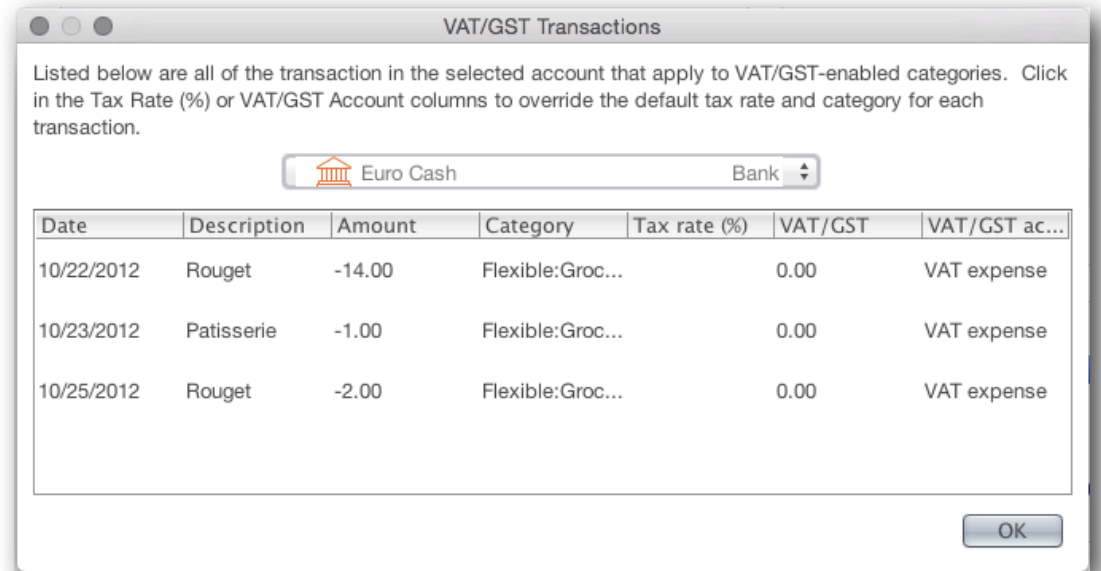 VAT/GST Transactions
Listed below are all of the transaction in the selected account that apply to VAT/GST-enabled categories.  Click
in the Tax Rate (%) or VAT/GST Account columns to override the default tax rate and category for each
transaction.
Euro Cash Bank
Date Description Amount Category Tax rate (%) VAT/GST VAT/GST ac...
10/22/2012 Rouget -14.00 Flexible:Groc... 0.00 VAT expense
10/23/2012 Patisserie -1.00 Flexible:Groc... 0.00 VAT expense
10/25/2012 Rouget -2.00 Flexible:Groc... 0.00 VAT expense
OK